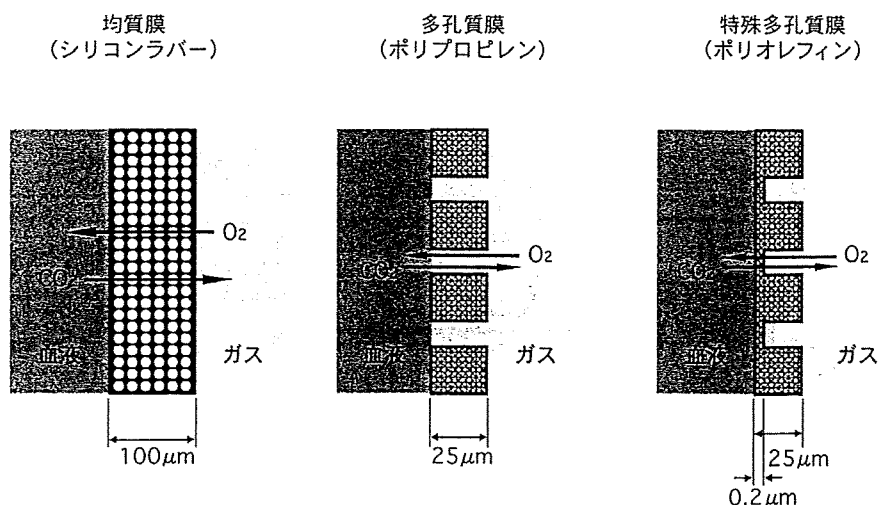 均質膜
(シリコンラバー)
多孔質膜
(ポリプロピレン)
特殊多孔質膜
(ポリオレフィン)
O2
CO2
血液
ガス
100μm
O2
CO2
血液
ガス
25μm
O2
CO2
血液
ガス
25μm
0.2μm